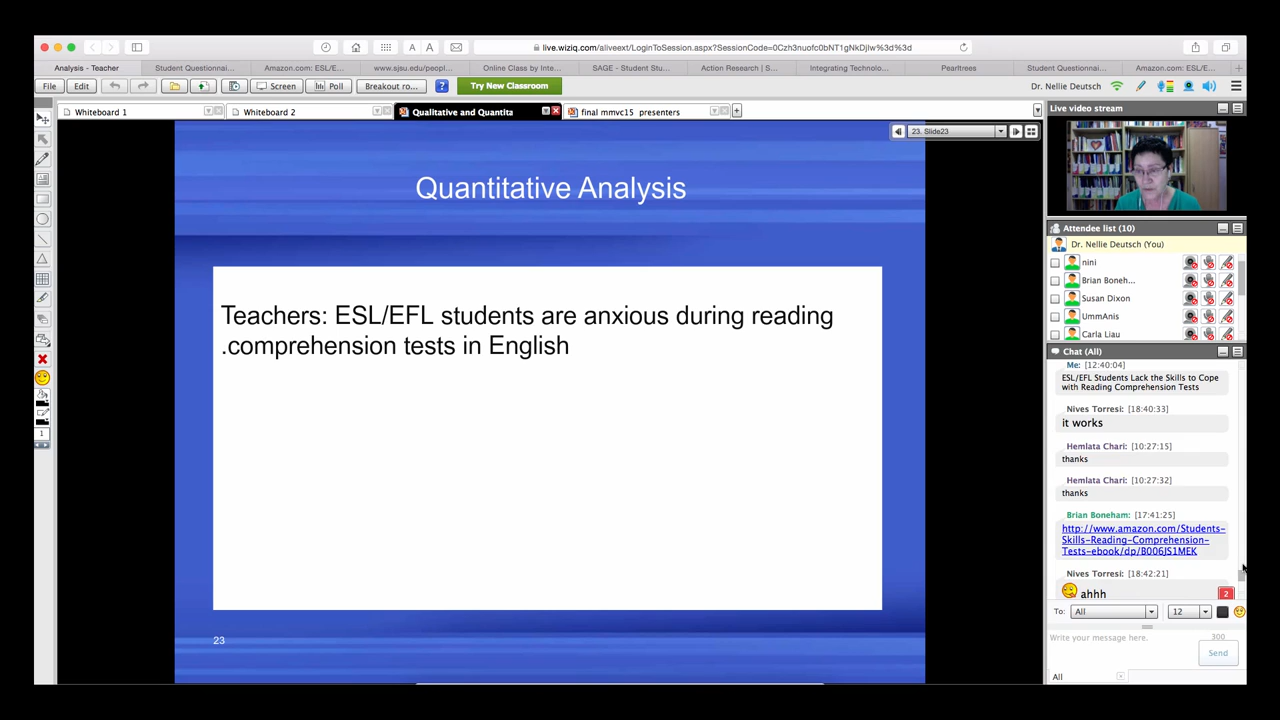 live.wiziq.com/aliveext/LoginToSession.aspx?SessionCode=0Czh3nuofc0bNT1gNkDjIw%3d%3d
Analysis - Teacher
Student Questionnai...
Amazon.com: ESL/E...
www.sjsu.edu/peopl...
Online Class by Inte...
SAGE - Student Stu...
Action Research | S...
Integrating Technolo...
Pearltrees
Student Questionnai...
Amazon.com: ESL/E...
File
Edit
Screen
Poll
Breakout ro...
?
Try New Classroom
Dr. Nellie Deutsch
Whiteboard 1
Whiteboard 2
Qualitative and Quantita
final mmvc15 presenters
23. Slide23
Quantitative Analysis
Teachers: ESL/EFL students are anxious during reading
.comprehension tests in English
23
1
Live video stream
Attendee list (10)
Dr. Nellie Deutsch (You)
nini
Brian Boneh...
Susan Dixon
UmmAnis
Carla Liau
Chat (All)
Me: [12:40:04]
ESL/EFL Students Lack the Skills to Cope
with Reading Comprehension Tests
Nives Torresi: [18:40:33]
it works
Hemlata Chari: [10:27:15]
thanks
Hemlata Chari: [10:27:32]
thanks
Brian Boneham: [17:41:25]
http://www.amazon.com/Students-
Skills-Reading-Comprehension-
Tests-ebook/dp/B006JS1MEK
Nives Torresi: [18:42:21]
ahhh
2
To: All
12
Write your message here.
300
Send
All